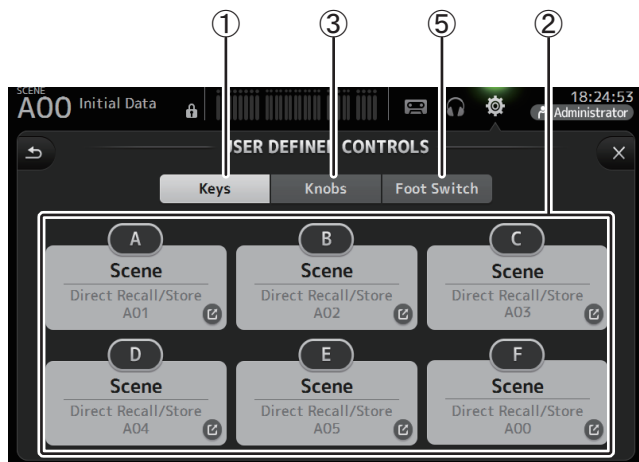 ① ③ ⑤ ②
SCENE
A00 Initial Data
18:24:53
Administrator
USER DEFINED CONTROLS
Keys Knobs Foot Switch
A B C
Scene Scene Scene
Direct Recall/Store Direct Recall/Store Direct Recall/Store
A01 A02 A03
D E F
Scene Scene Scene
Direct Recall/Store Direct Recall/Store Direct Recall/Store
A04 A05 A00